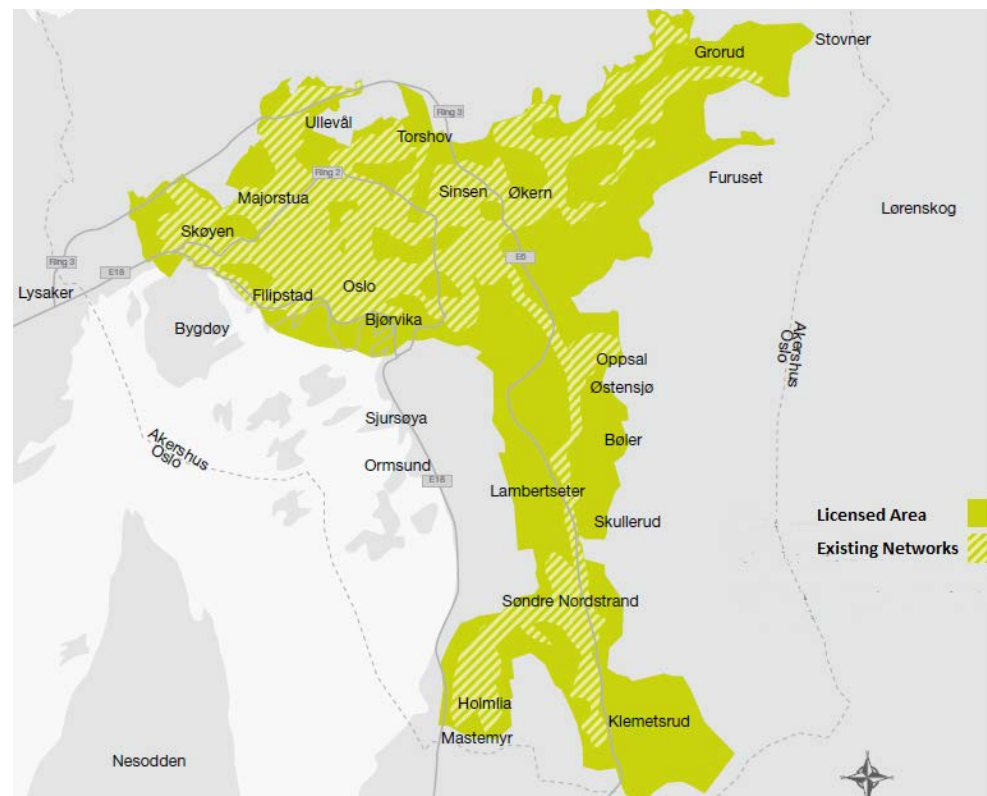 Stovner
Grorud
Ring 3
Ullevål
Torshov
Furuset
Ring 2
Sinsen
Økern
Majorstua
Lørenskog
Skøyen
E6
Ring 3
E18
Lysaker
Filipstad
Oslo
Bjørvika
Bygdøy
Akershus
Oslo
Oppsal
Østensjø
Sjursøya
Bøler
Akershus
Oslo
Ormsund
E18
Lambertseter
Skullerud
Licensed Area
Existing Networks
Søndre Nordstrand
Holmlia
Klemetsrud
Mastemyr
Nesodden